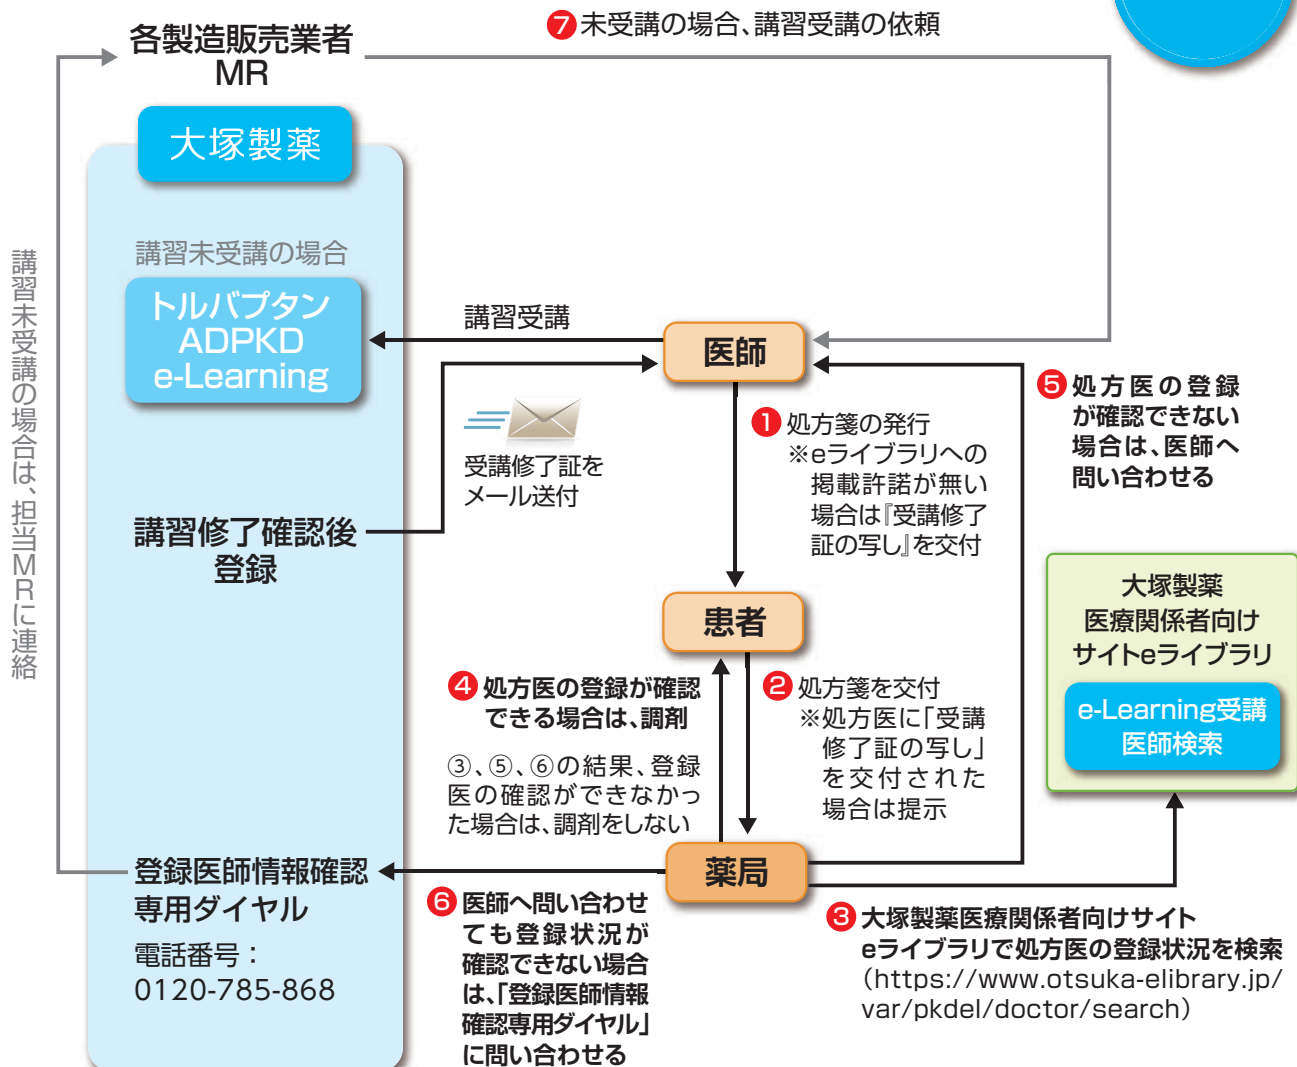 ❼未受講の場合、講習受講の依頼
各製造販売業者
MR
大塚製薬
講習未受講の場合は、担当MRに連絡
講習未受講の場合
トルバプタン
ADPKD
e-Learning
講習受講
医師
受講修了証を
メール送付
講習修了確認後
登録
❶処方箋の発行
※eライブラリへの
掲載許諾が無い
場合は『受講修了
証の写し』を交付
❺処方医の登録
が確認できない
場合は、医師へ
問い合わせる
患者
大塚製薬
医療関係者向け
サイトeライブラリ
e-Learning受講
医師検索
❹処方医の登録が確認
できる場合は、調剤
③、⑤、⑥の結果、登録
医の確認ができなかっ
た場合は、調剤をしない
❷処方箋を交付
※処方医に「受講
修了証の写し」
を交付された
場合は提示
薬局
登録医師情報確認
専用ダイヤル
電話番号：
0120-785-868
❻医師へ問い合わせ
ても登録状況が
確認できない場合
は、「登録医師情報
確認専用ダイヤル」
に問い合わせる
❸大塚製薬医療関係者向けサイト
eライブラリで処方医の登録状況を検索
（https://www.otsuka-elibrary.jp/
var/pkdel/doctor/search）